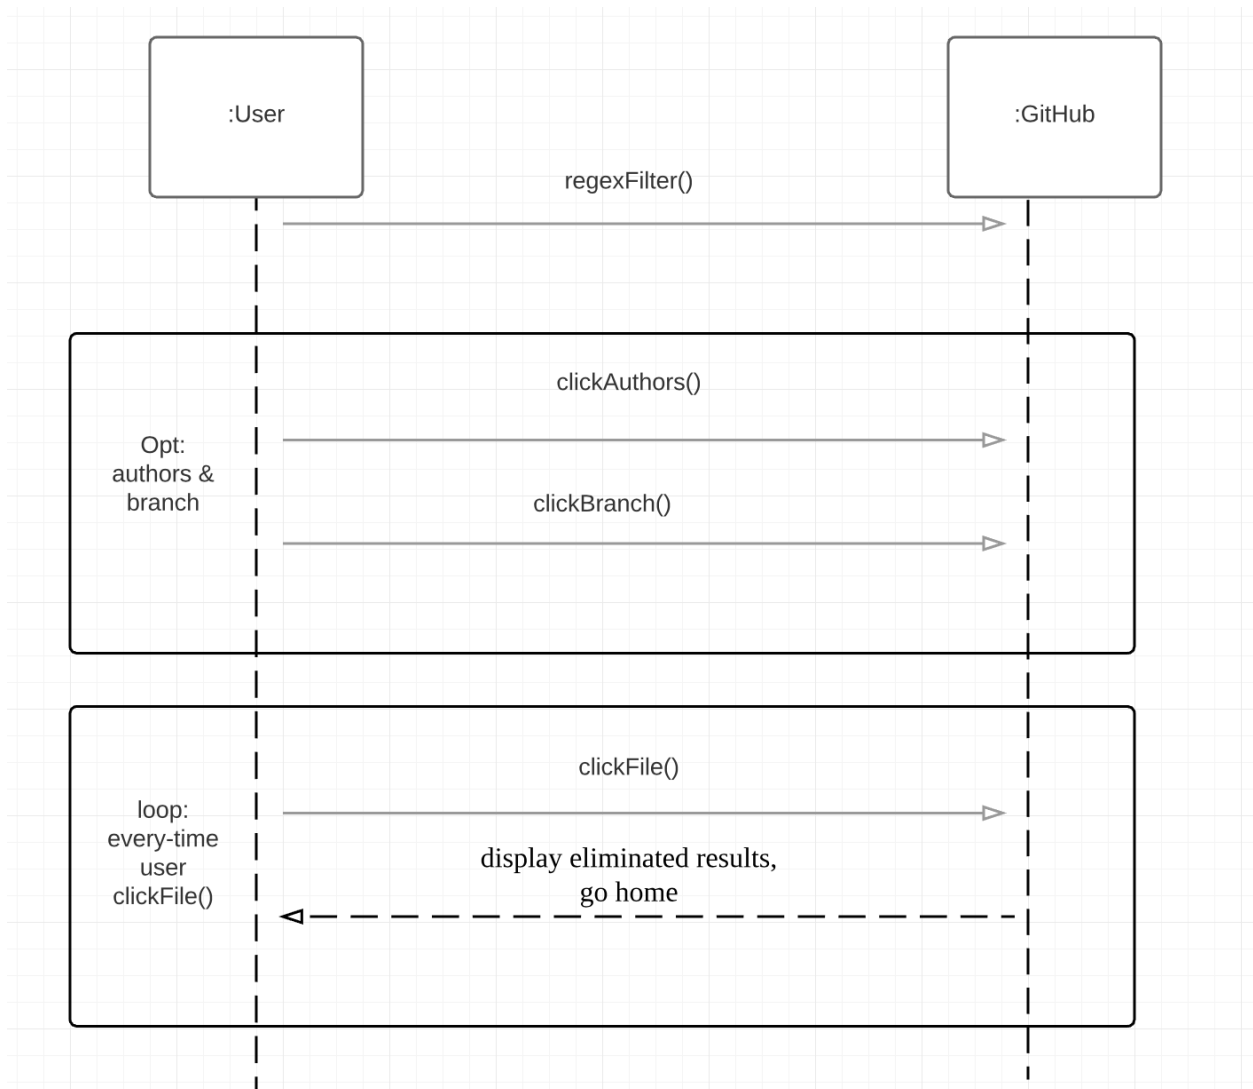 :User
:GitHub
regexFilter()
clickAuthors()
Opt:
authors &
branch
clickBranch()
clickFile()
loop:
every-time
user
clickFile()
display eliminated results,
go home